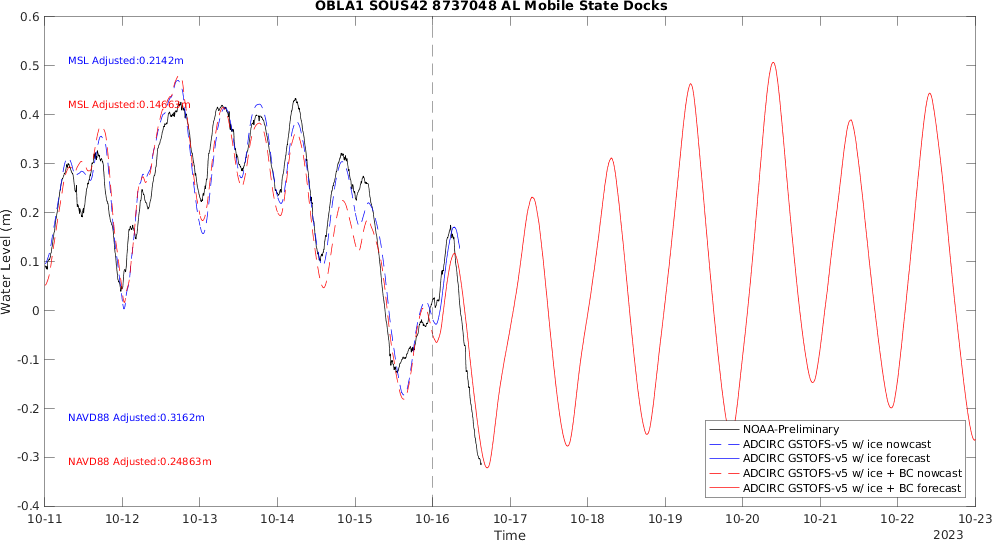 OBLA1 SOUS42 8737048 AL Mobile State Docks
0.6
0.5
0.4
0.3
0.2
0.1
0
-0.1
-0.2
-0.3
-0.4
Water Level (m)
MSL Adjusted:0.2142m
MSL Adjusted:0.14663m
NAVD88 Adjusted:0.3162m
NAVD88 Adjusted:0.24863m
NOAA-Preliminary
ADCIRC GSTOFS-v5 w/ ice nowcast
ADCIRC GSTOFS-v5 w/ ice forecast
ADCIRC GSTOFS-v5 w/ ice + BC nowcast
ADCIRC GSTOFS-v5 w/ ice + BC forecast
10-11 10-12 10-13 10-14 10-15 10-16 10-17 10-18 10-19 10-20 10-21 10-22 10-23
Time
2023